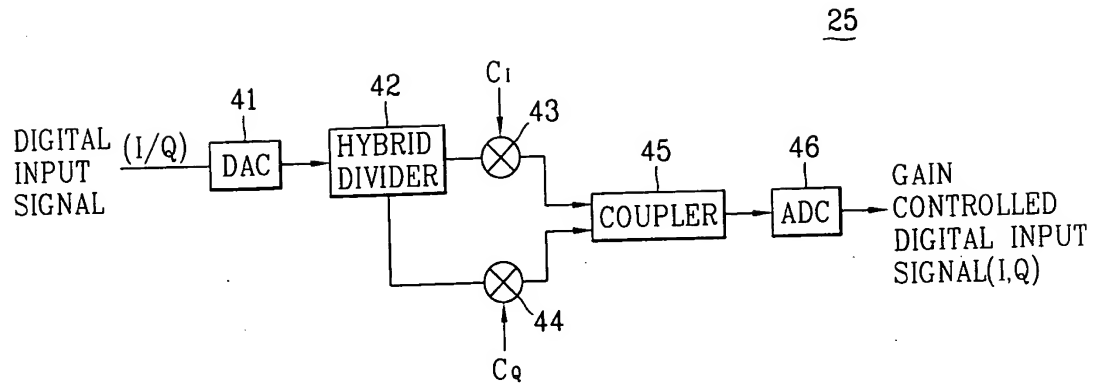 25
DIGITAL
INPUT
SIGNAL
(I/Q)
41
DAC
42
HYBRID
DIVIDER
CI
43
44
CQ
45
COUPLER
46
ADC
GAIN
CONTROLLED
DIGITAL INPUT
SIGNAL(I,Q)